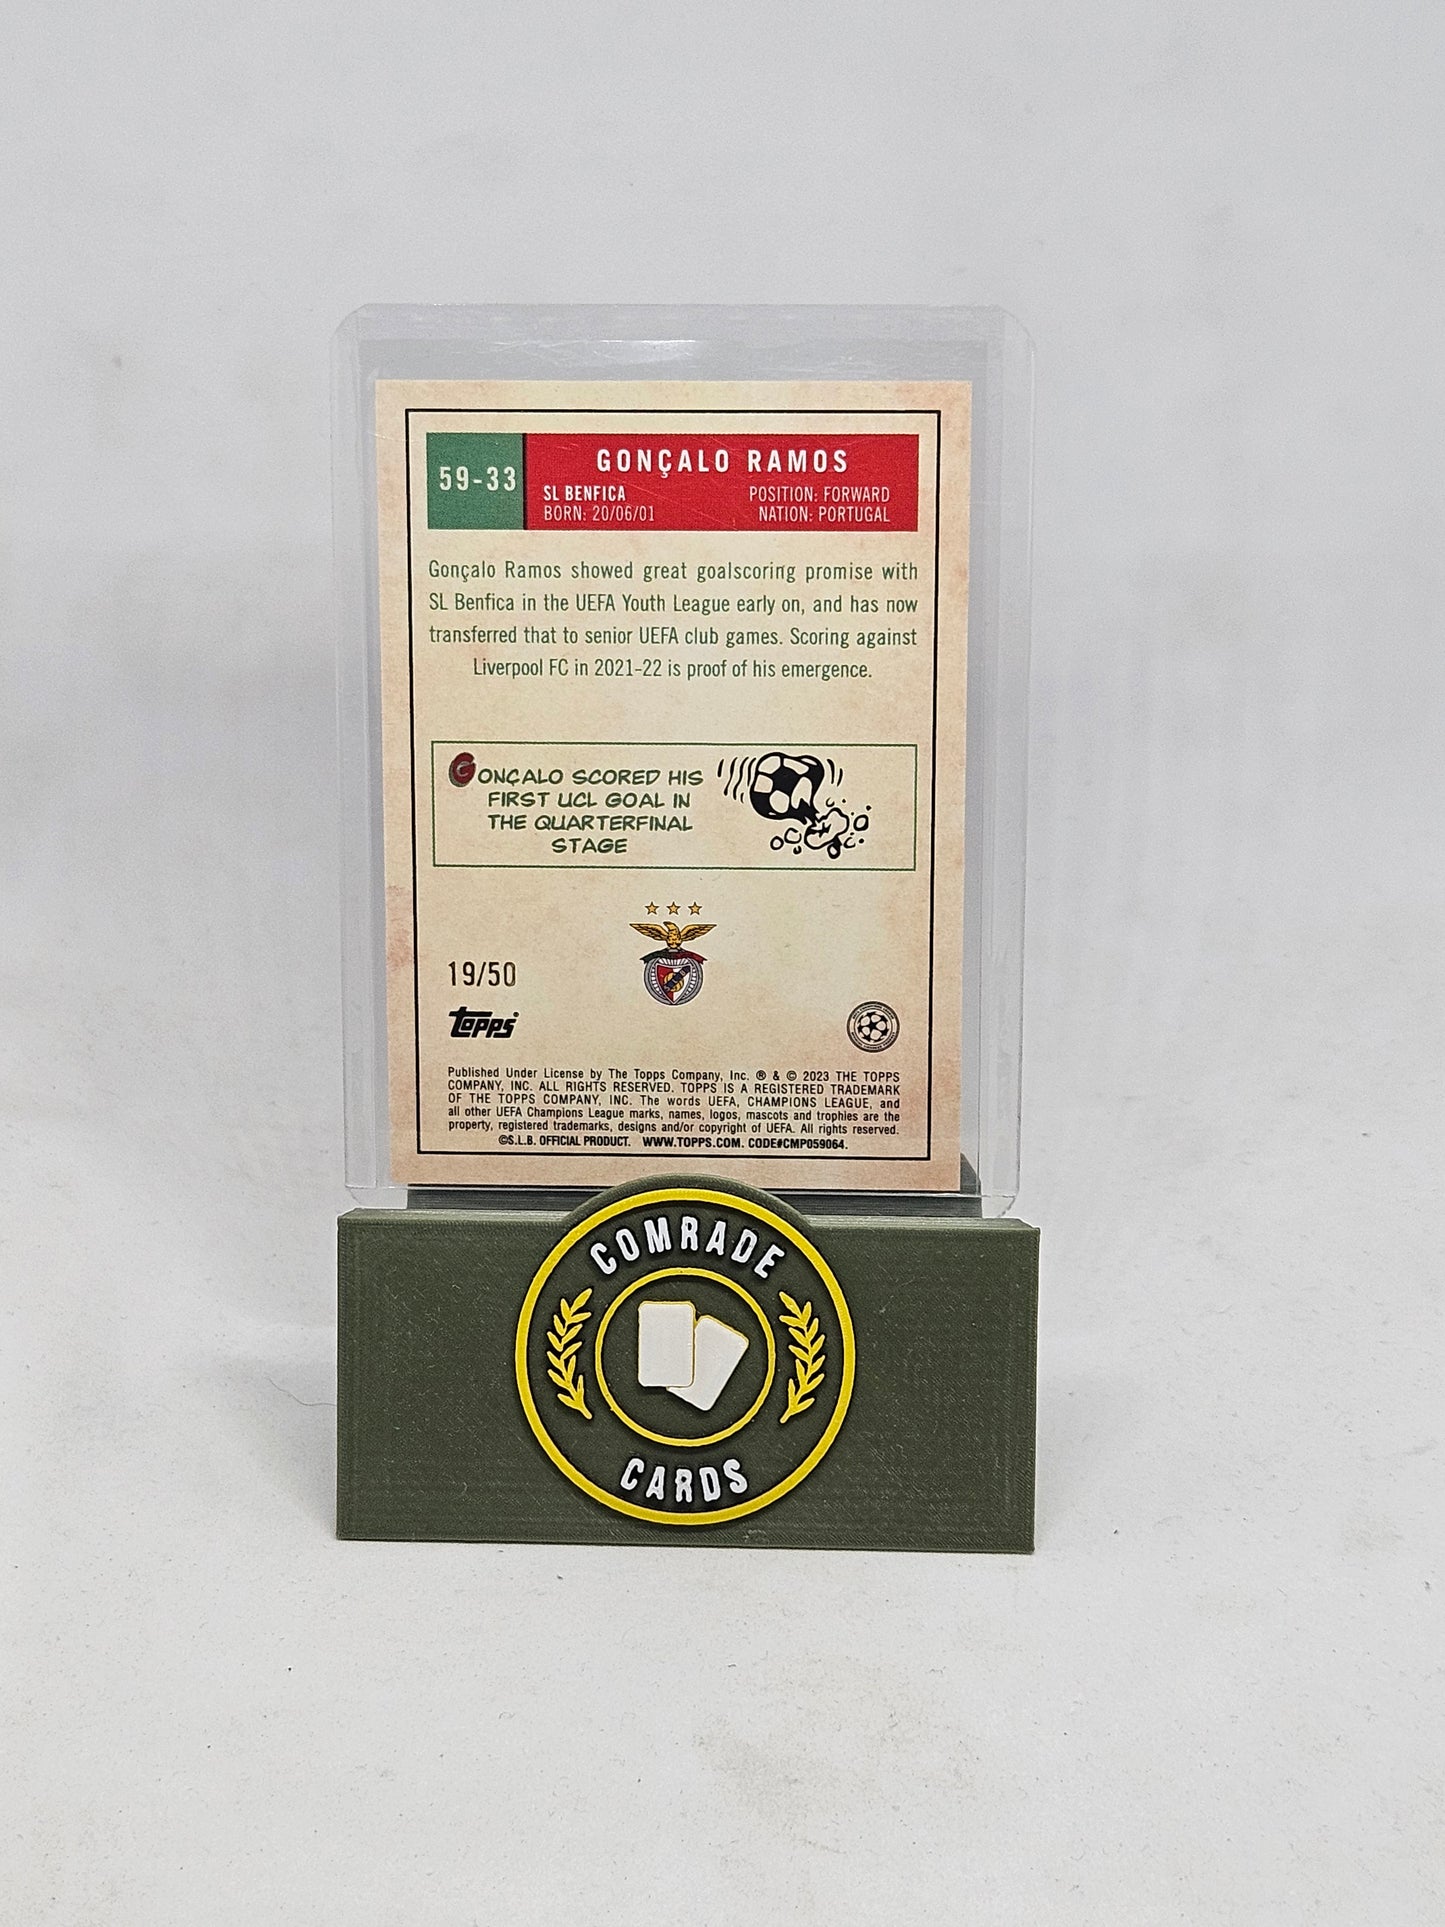 59-33
GONÇALO RAMOS
SL BENFICA
POSITION: FORWARD
BORN: 20/06/01
NATION: PORTUGAL
Gonçalo Ramos showed great goalscoring promise with
SL Benfica in the UEFA Youth League early on, and has now
transferred that to senior UEFA club games. Scoring against
Liverpool FC in 2021-22 is proof of his emergence.
GONÇALO SCORED HIS
FIRST UCL GOAL IN
THE QUARTERFINAL
STAGE
19/50
Topps
Published Under License by The Topps Company, Inc. ® & © 2023 THE TOPPS
COMPANY, INC. ALL RIGHTS RESERVED. TOPPS IS A REGISTERED TRADEMARK
OF THE TOPPS COMPANY, INC. The words UEFA, CHAMPIONS LEAGUE, and
all other UEFA Champions League marks, names, logos, mascots and trophies are the
property, registered trademarks, designs and/or copyright of UEFA. All rights reserved.
©S.L.B. OFFICIAL PRODUCT. WWW.TOPPS.COM. CODE#CMP059064.
COMRADE
CARDS